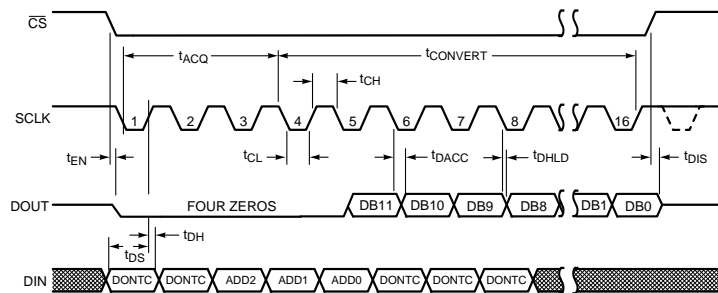 CS
tACQ
tCONVERT
tCH
SCLK
1 2 3 4 5 6 7 8 16
tEN
tCL
tDACC
tDHLD
tDIS
DOUT
FOUR ZEROS
DB11 DB10 DB9 DB8 DB1 DB0
tDS
tDH
DIN
DONTC DONTC ADD2 ADD1 ADD0 DONTC DONTC DONTC